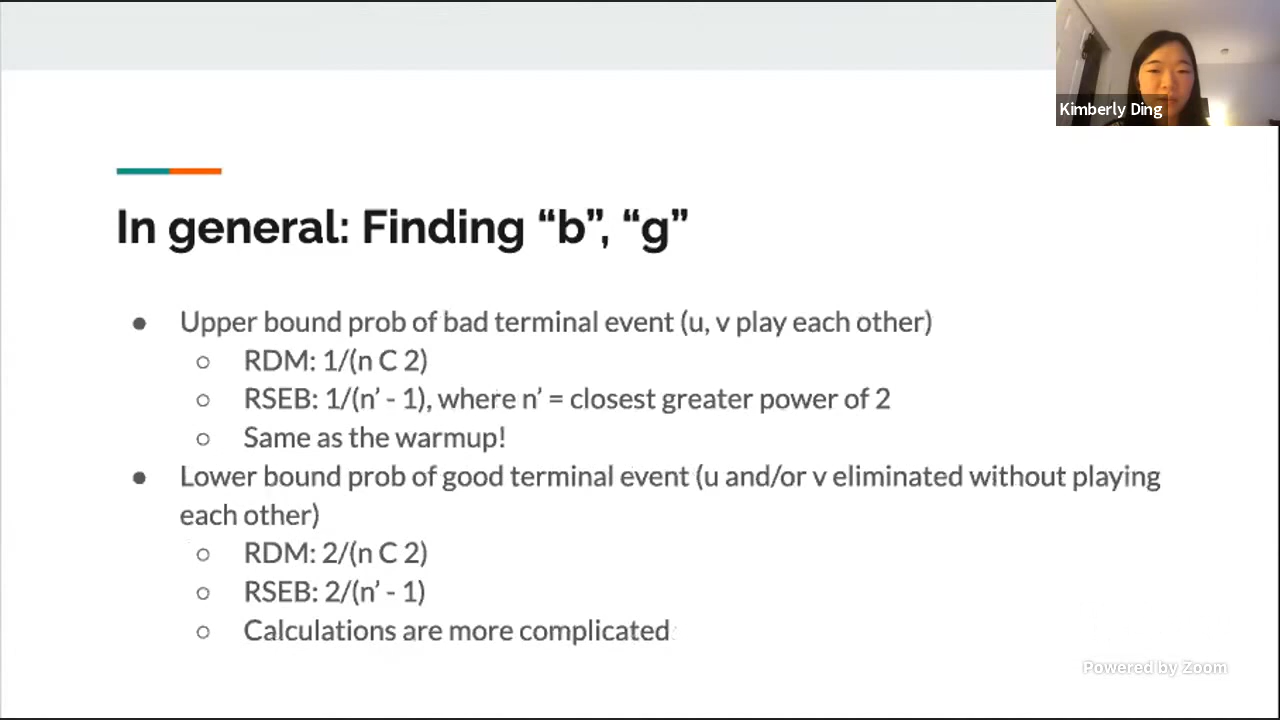 Kimberly Ding
In general: Finding “b”, “g”
● Upper bound prob of bad terminal event (u, v play each other)
○ RDM: 1/(n C 2)
○ RSEB: 1/(n’ - 1), where n’ = closest greater power of 2
○ Same as the warmup!
● Lower bound prob of good terminal event (u and/or v eliminated without playing
each other)
○ RDM: 2/(n C 2)
○ RSEB: 2/(n’ - 1)
○ Calculations are more complicated
Powered by Zoom